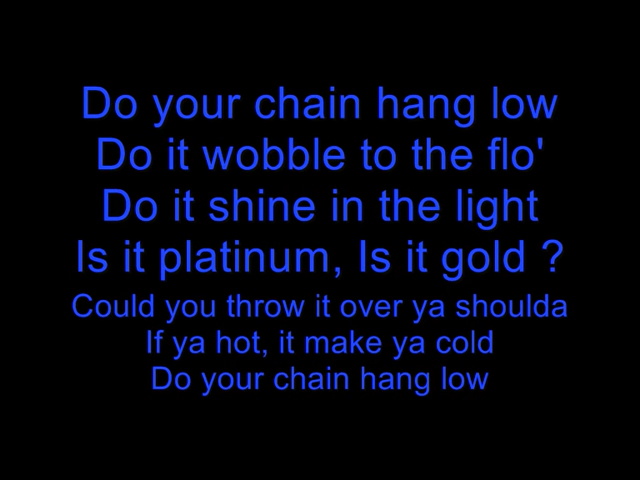 Do your chain hang low
Do it wobble to the flo'
Do it shine in the light
Is it platinum, Is it gold ?
Could you throw it over ya shoulda
If ya hot, it make ya cold
Do your chain hang low